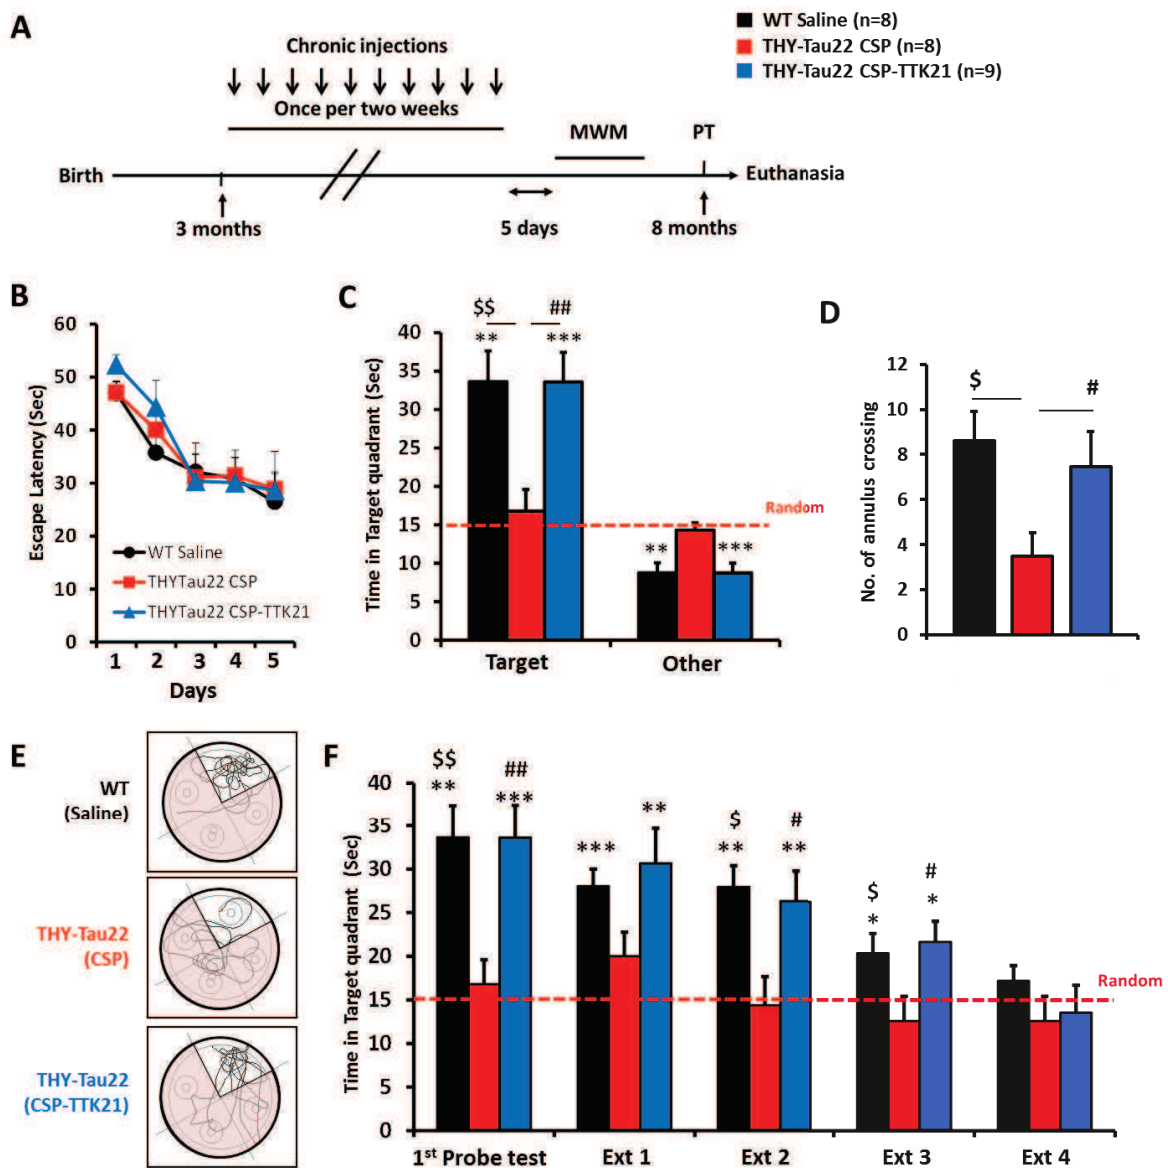 A
WT Saline (n=8)
THY-Tau22 CSP (n=8)
THY-Tau22 CSP-TTK21 (n=9)
Chronic injections
Once per two weeks
MWM
PT
Birth
Euthanasia
3 months
5 days
8 months
B
Escape Latency (Sec)
60
50
40
30
20
10
0
WT Saline
THYTau22 CSP
THYTau22 CSP-TTK21
1 2 3 4 5
Days
C
Time in Target quadrant (Sec)
40
35
30
25
20
15
10
5
0
$$ ##
** ***
Random
** ***
Target Other
D
No. of annulus crossing
12
10
8
6
4
2
0
$ #
E
WT
(Saline)
THY-Tau22
(CSP)
THY-Tau22
(CSP-TTK21)
F
Time in Target quadrant (Sec)
40
35
30
25
20
15
10
5
0
$$ ##
** ***
*** **
$ #
** **
$ #
* *
Random
1st Probe test Ext 1 Ext 2 Ext 3 Ext 4